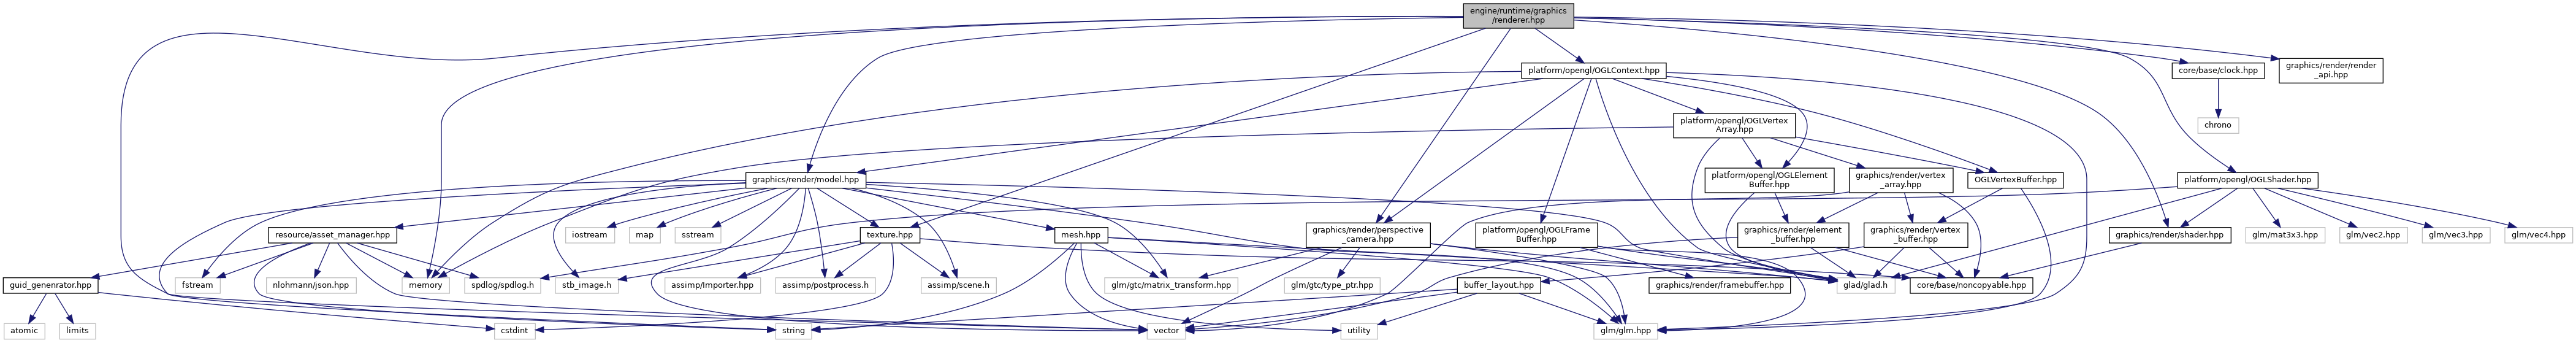 engine/runtime/graphics
/renderer.hpp
platform/opengl/OGLContext.hpp
core/base/clock.hpp
graphics/render/render
_api.hpp
platform/opengl/OGLVertex
Array.hpp
chrono
graphics/render/model.hpp
platform/opengl/OGLElement
Buffer.hpp
graphics/render/vertex
_array.hpp
OGLVertexBuffer.hpp
platform/opengl/OGLShader.hpp
resource/asset_manager.hpp
iostream
map
sstream
texture.hpp
mesh.hpp
graphics/render/perspective
_camera.hpp
platform/opengl/OGLFrame
Buffer.hpp
graphics/render/element
_buffer.hpp
graphics/render/vertex
_buffer.hpp
graphics/render/shader.hpp
glm/mat3x3.hpp
glm/vec2.hpp
glm/vec3.hpp
glm/vec4.hpp
guid_genenrator.hpp
fstream
nlohmann/json.hpp
memory
spdlog/spdlog.h
stb_image.h
assimp/Importer.hpp
assimp/postprocess.h
assimp/scene.h
glm/gtc/matrix_transform.hpp
glm/gtc/type_ptr.hpp
buffer_layout.hpp
graphics/render/framebuffer.hpp
glad/glad.h
core/base/noncopyable.hpp
atomic
limits
cstdint
string
vector
utility
glm/glm.hpp